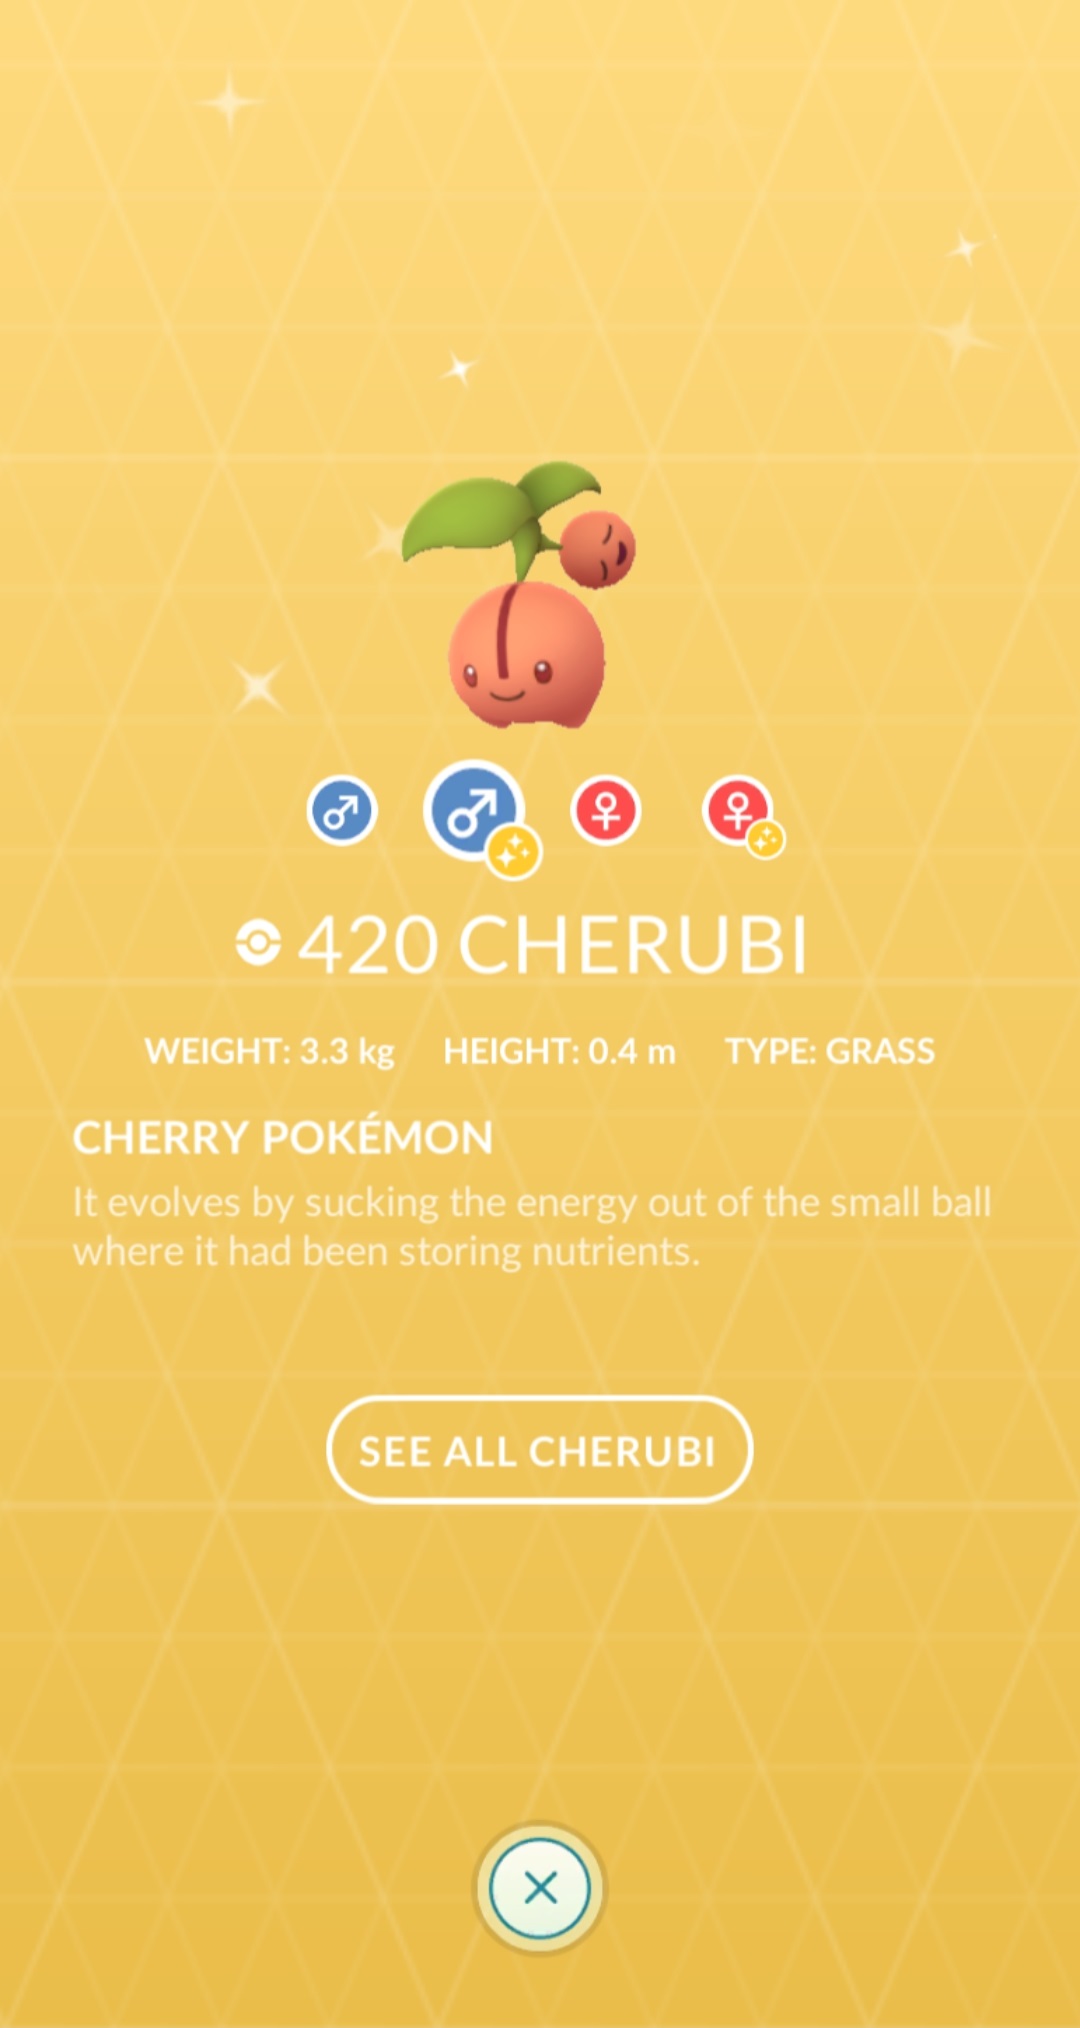 420 CHERUBI
WEIGHT: 3.3 kg HEIGHT: 0.4 m TYPE: GRASS
CHERRY POKÉMON
It evolves by sucking the energy out of the small ball
where it had been storing nutrients.
SEE ALL CHERUBI